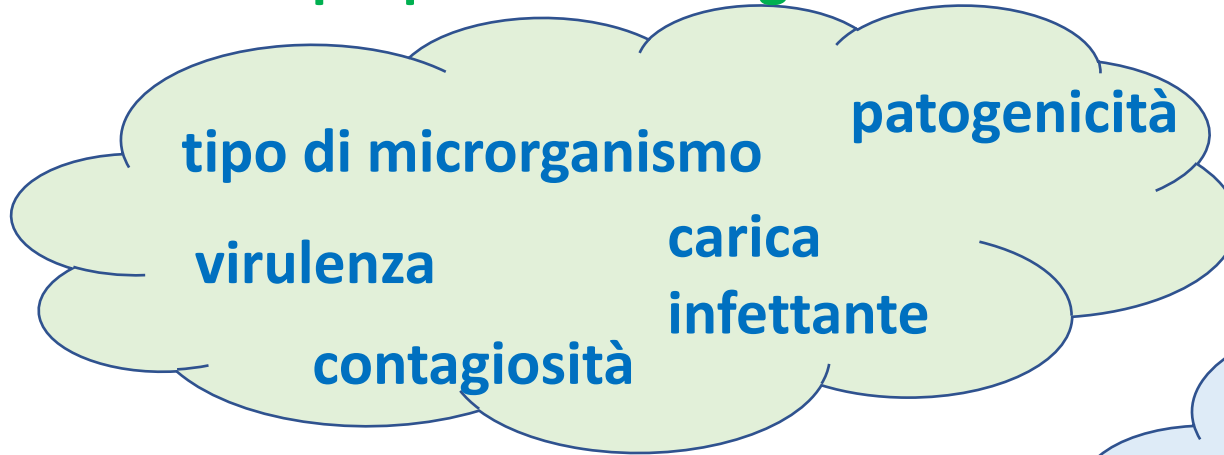 patogenicità
tipo di microrganismo
carica
virulenza
infettante
contagiosità